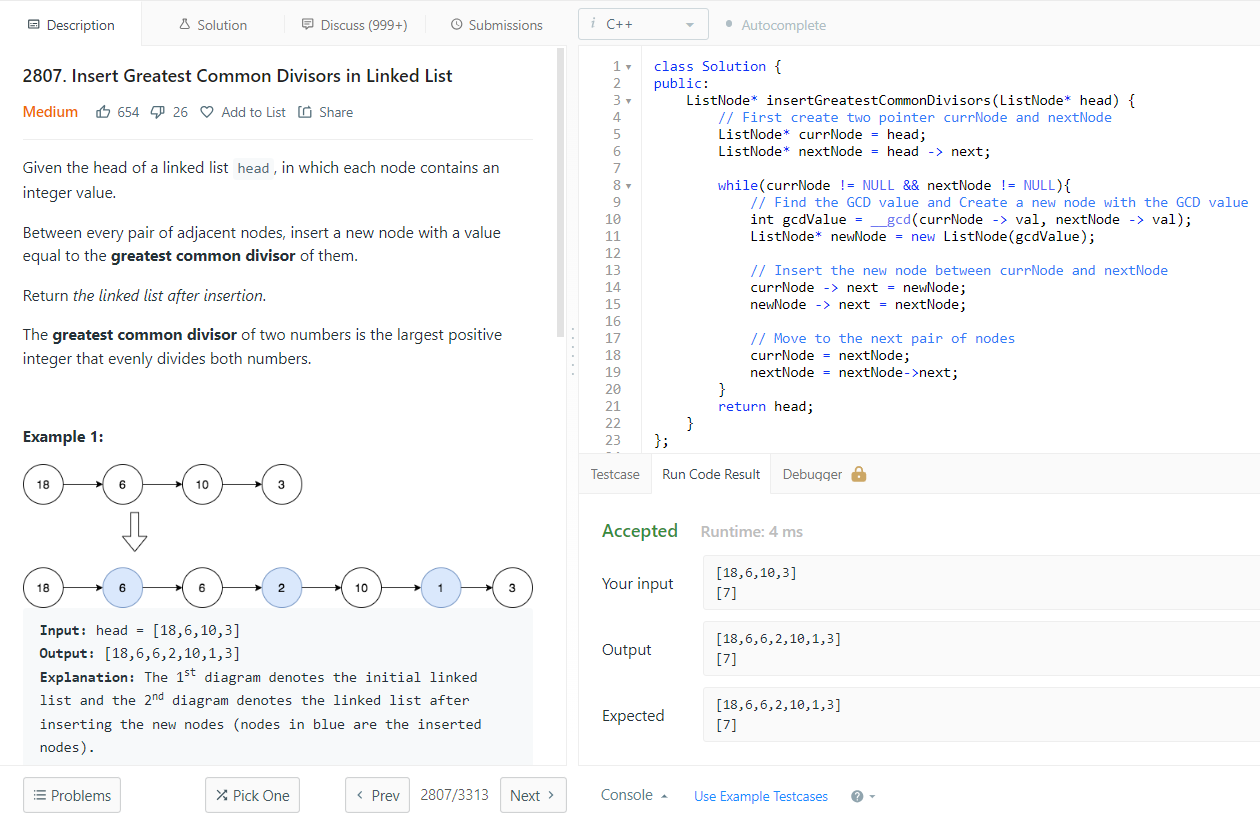 Description
Solution
Discuss (999+)
Submissions
2807. Insert Greatest Common Divisors in Linked List
Medium 654 26 Add to List Share
Given the head of a linked list head , in which each node contains an
integer value.
Between every pair of adjacent nodes, insert a new node with a value
equal to the greatest common divisor of them.
Return the linked list after insertion.
The greatest common divisor of two numbers is the largest positive
integer that evenly divides both numbers.
Example 1:
18 6 10 3
18 6 6 2 10 1 3
Input: head = [18,6,10,3]
Output: [18,6,6,2,10,1,3]
Explanation: The 1st diagram denotes the initial linked
list and the 2nd diagram denotes the linked list after
inserting the new nodes (nodes in blue are the inserted
nodes).
Problems
Pick One
Prev
2807/3313
Next
i C++
Autocomplete
1 class Solution {
2 public:
3     ListNode* insertGreatestCommonDivisors(ListNode* head) {
4         // First create two pointer currNode and nextNode
5         ListNode* currNode = head;
6         ListNode* nextNode = head -> next;
7
8         while(currNode != NULL && nextNode != NULL){
9             // Find the GCD value and Create a new node with the GCD value
10             int gcdValue = __gcd(currNode -> val, nextNode -> val);
11             ListNode* newNode = new ListNode(gcdValue);
12
13             // Insert the new node between currNode and nextNode
14             currNode -> next = newNode;
15             newNode -> next = nextNode;
16
17             // Move to the next pair of nodes
18             currNode = nextNode;
19             nextNode = nextNode->next;
20         }
21         return head;
22     }
23 };
Testcase
Run Code Result
Debugger
Accepted Runtime: 4 ms
Your input
[18,6,10,3]
[7]
Output
[18,6,6,2,10,1,3]
[7]
Expected
[18,6,6,2,10,1,3]
[7]
Console
Use Example Testcases
?